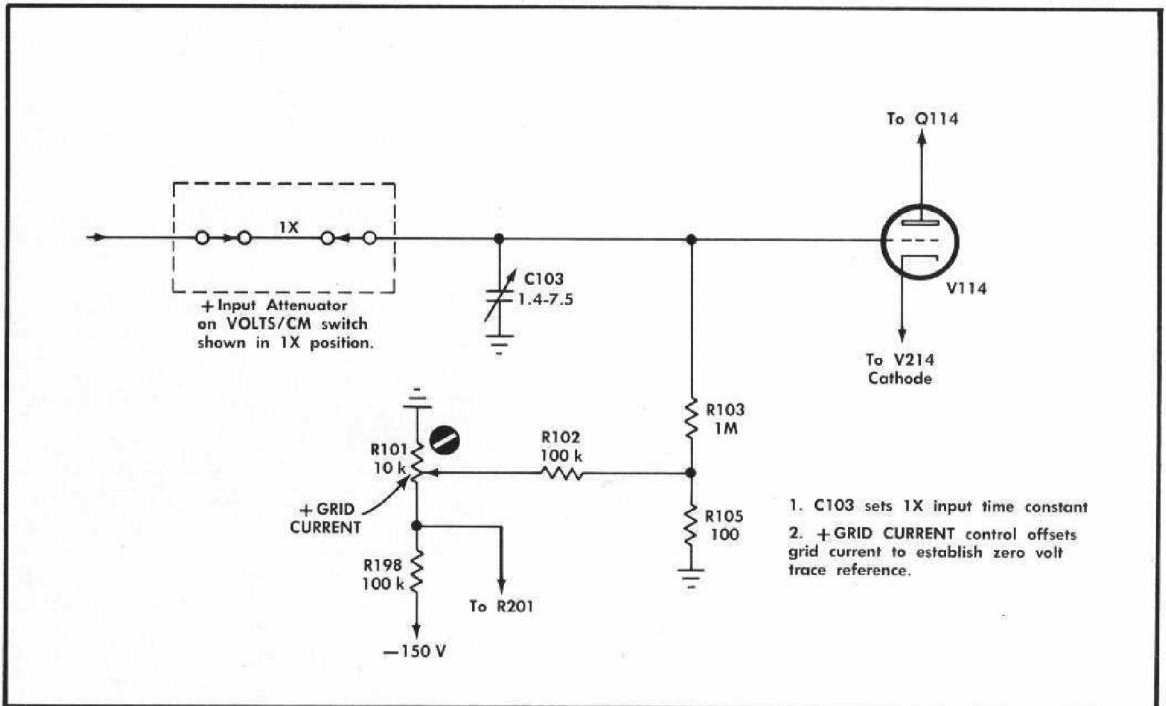 To Q114
1X
C103
1.4-7.5
V114
+Input Attenuator
on VOLTS/CM switch
shown in 1X position.
To V214
Cathode
R103
1M
R101
10 k
R102
100 k
+ GRID
CURRENT
R105
100
1. C103 sets 1X input time constant
2. + GRID CURRENT control offsets
grid current to establish zero volt
trace reference.
R198
100 k
To R201
—150 V